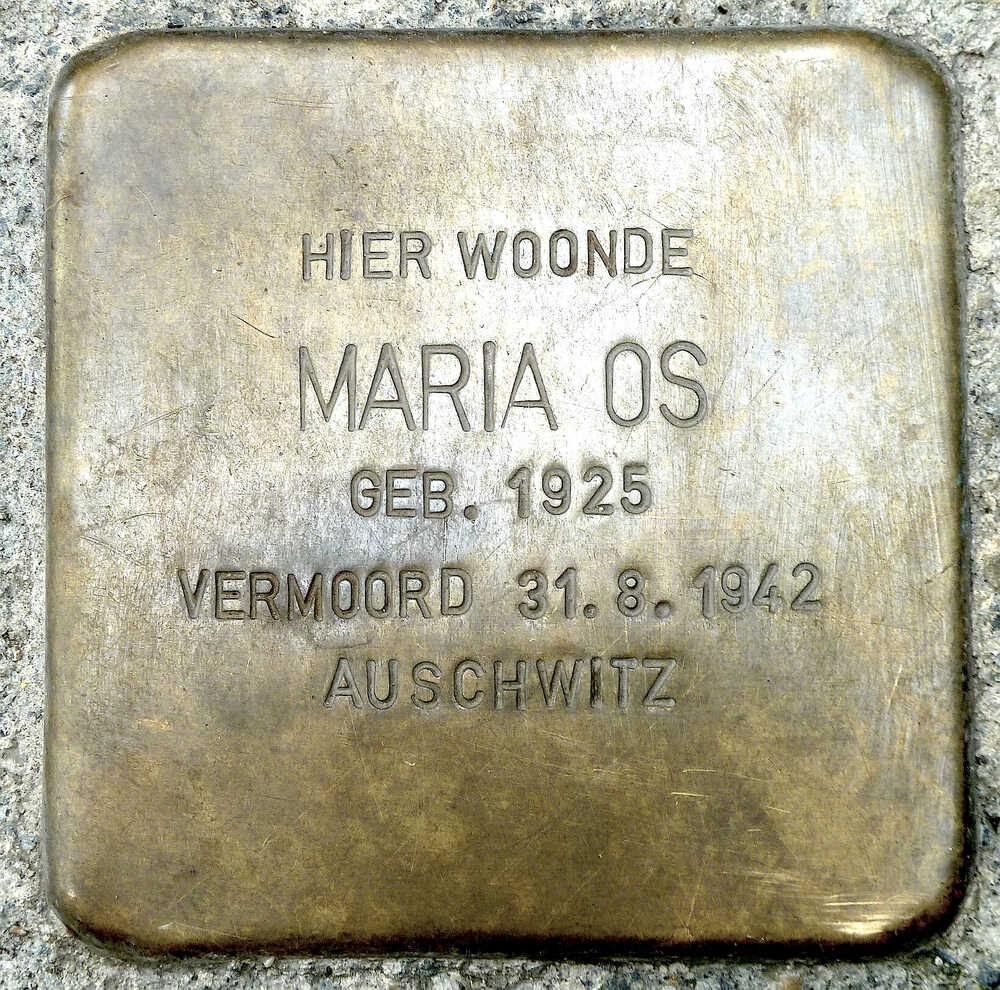 HIER WOONDE
MARIA OS
GEB. 1925
VERMOORD 31.8.1942
AUSCHWITZ